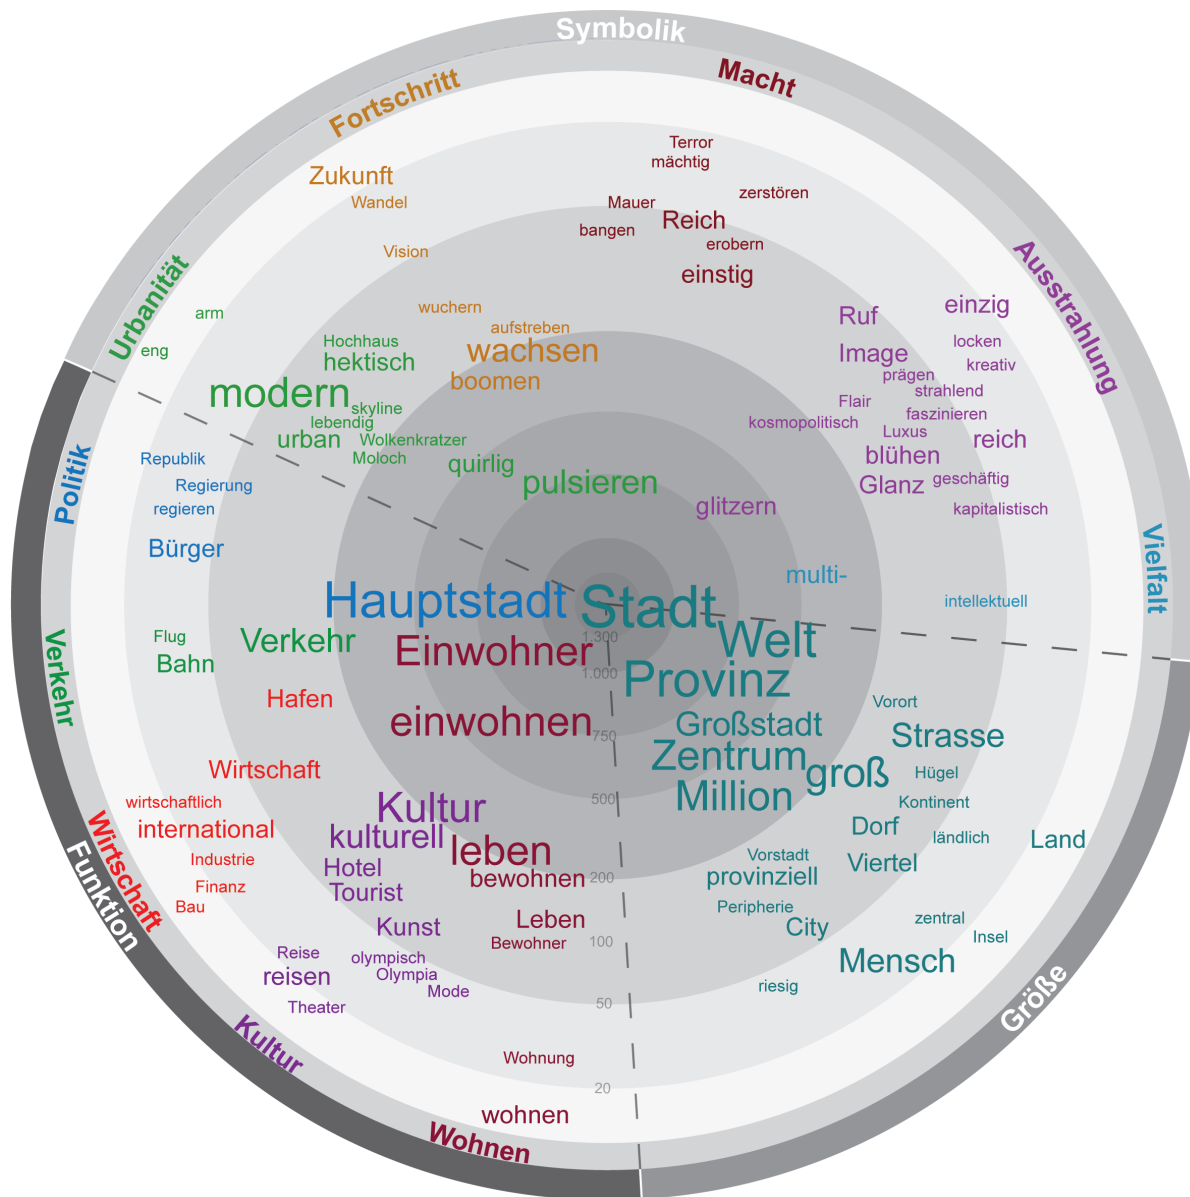 Symbolik
Macht
Fortschritt
Terror
mächtig
Zukunft
zerstören
Wandel
Mauer
Reich
bangen
erobern
Vision
einstig
Ausstrahlung
Urbanität
einzig
wuchern
arm
Ruf
aufstreben
Hochhaus
locken
eng
wachsen
Image
hektisch
kreativ
prägen
boomen
strahlend
modern
Flair
skyline
faszinieren
lebendig
kosmopolitisch
Luxus
urban
Wolkenkratzer
reich
blühen
Moloch
Republik
quirlig
geschäftig
Politik
pulsieren
Glanz
Regierung
glitzern
regieren
kapitalistisch
Bürger
Vielfalt
multi-
Hauptstadt
Stadt
intellektuell
Flug
Verkehr
Welt
1.300
Einwohner
Bahn
Verkehr
1.000
Provinz
Hafen
Vorort
einwohnen
Großstadt
750
Strasse
Zentrum
Wirtschaft
groß
Hügel
500
Million
wirtschaftlich
Kontinent
Kultur
international
Dorf
kulturell
ländlich
Land
leben
Vorstadt
Industrie
Viertel
Hotel
Wirtschaft
provinziell
bewohnen
200
Finanz
Tourist
Funktion
Bau
Peripherie
Leben
zentral
Kunst
City
Insel
Bewohner
100
Reise
olympisch
Mensch
reisen
Olympia
riesig
Mode
Größe
50
Theater
Kultur
Wohnung
20
wohnen
Wohnen